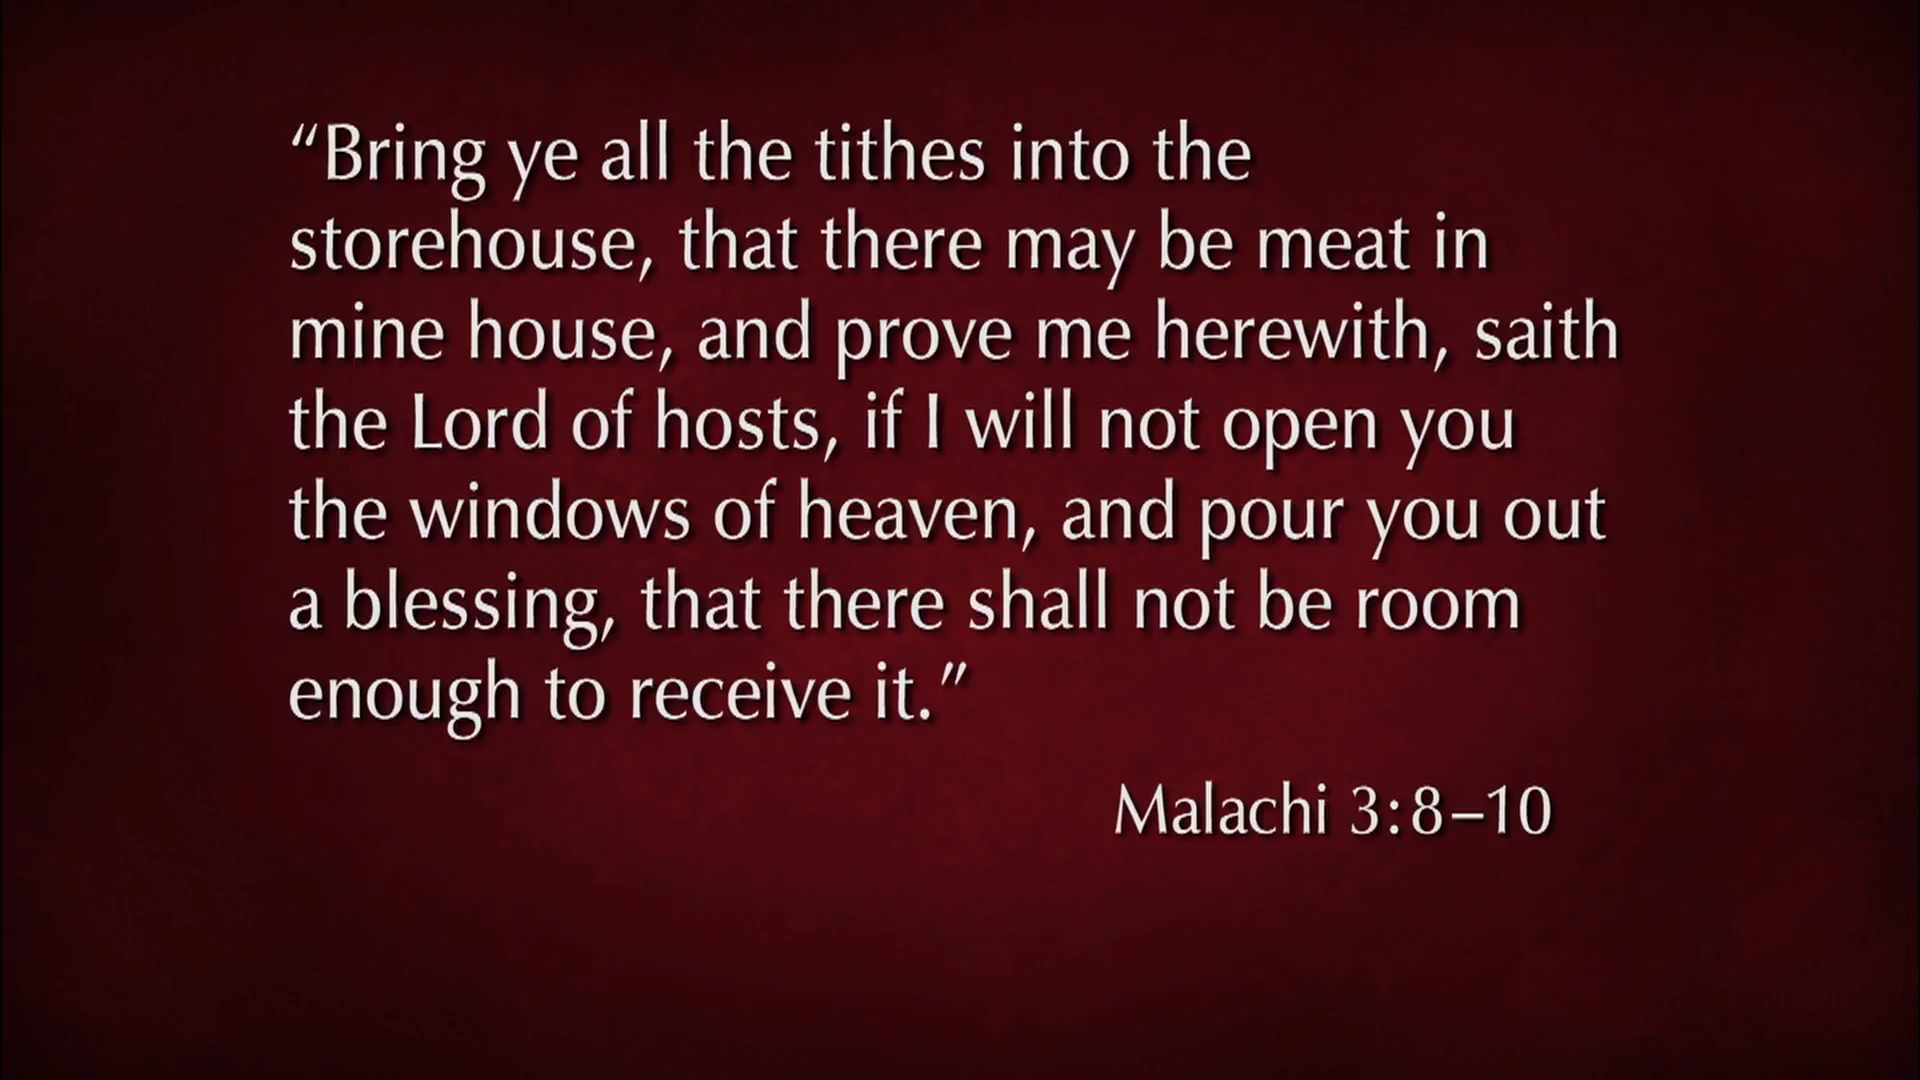 “Bring ye all the tithes into the
storehouse, that there may be meat in
mine house, and prove me herewith, saith
the Lord of hosts, if I will not open you
the windows of heaven, and pour you out
a blessing, that there shall not be room
enough to receive it.”
Malachi 3:8–10